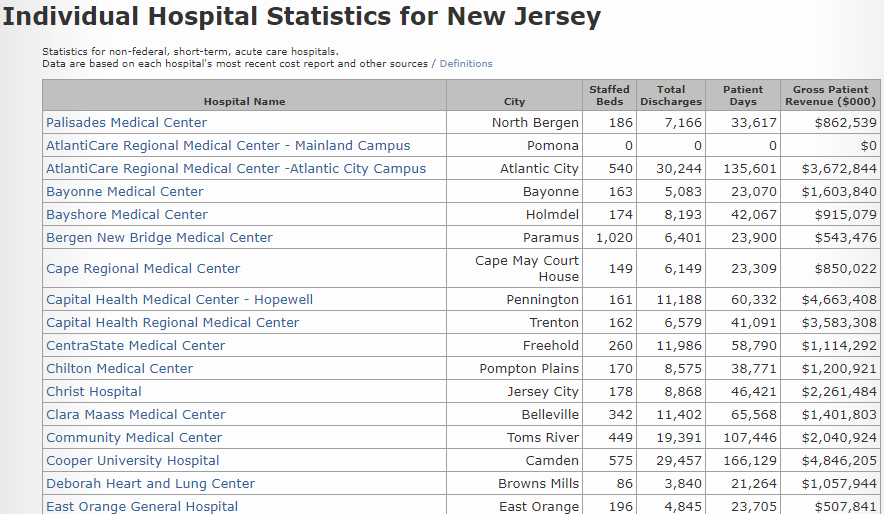 Individual Hospital Statistics for New Jersey
Statistics for non-federal, short-term, acute care hospitals.
Data are based on each hospital's most recent cost report and other sources / Definitions
Hospital Name City Staffed Beds Total Discharges Patient Days Gross Patient Revenue ($000)
Palisades Medical Center North Bergen 186 7,166 33,617 $862,539
AtlantiCare Regional Medical Center - Mainland Campus Pomona 0 0 0 $0
AtlantiCare Regional Medical Center -Atlantic City Campus Atlantic City 540 30,244 135,601 $3,672,844
Bayonne Medical Center Bayonne 163 5,083 23,070 $1,603,840
Bayshore Medical Center Holmdel 174 8,193 42,067 $915,079
Bergen New Bridge Medical Center Paramus 1,020 6,401 23,900 $543,476
Cape Regional Medical Center Cape May Court House 149 6,149 23,309 $850,022
Capital Health Medical Center - Hopewell Pennington 161 11,188 60,332 $4,663,408
Capital Health Regional Medical Center Trenton 162 6,579 41,091 $3,583,308
CentraState Medical Center Freehold 260 11,986 58,790 $1,114,292
Chilton Medical Center Pompton Plains 170 8,575 38,771 $1,200,921
Christ Hospital Jersey City 178 8,868 46,421 $2,261,484
Clara Maass Medical Center Belleville 342 11,402 65,568 $1,401,803
Community Medical Center Toms River 449 19,391 107,446 $2,040,924
Cooper University Hospital Camden 575 29,457 166,129 $4,846,205
Deborah Heart and Lung Center Browns Mills 86 3,840 21,264 $1,057,944
East Orange General Hospital East Orange 196 4,845 23,705 $507,841